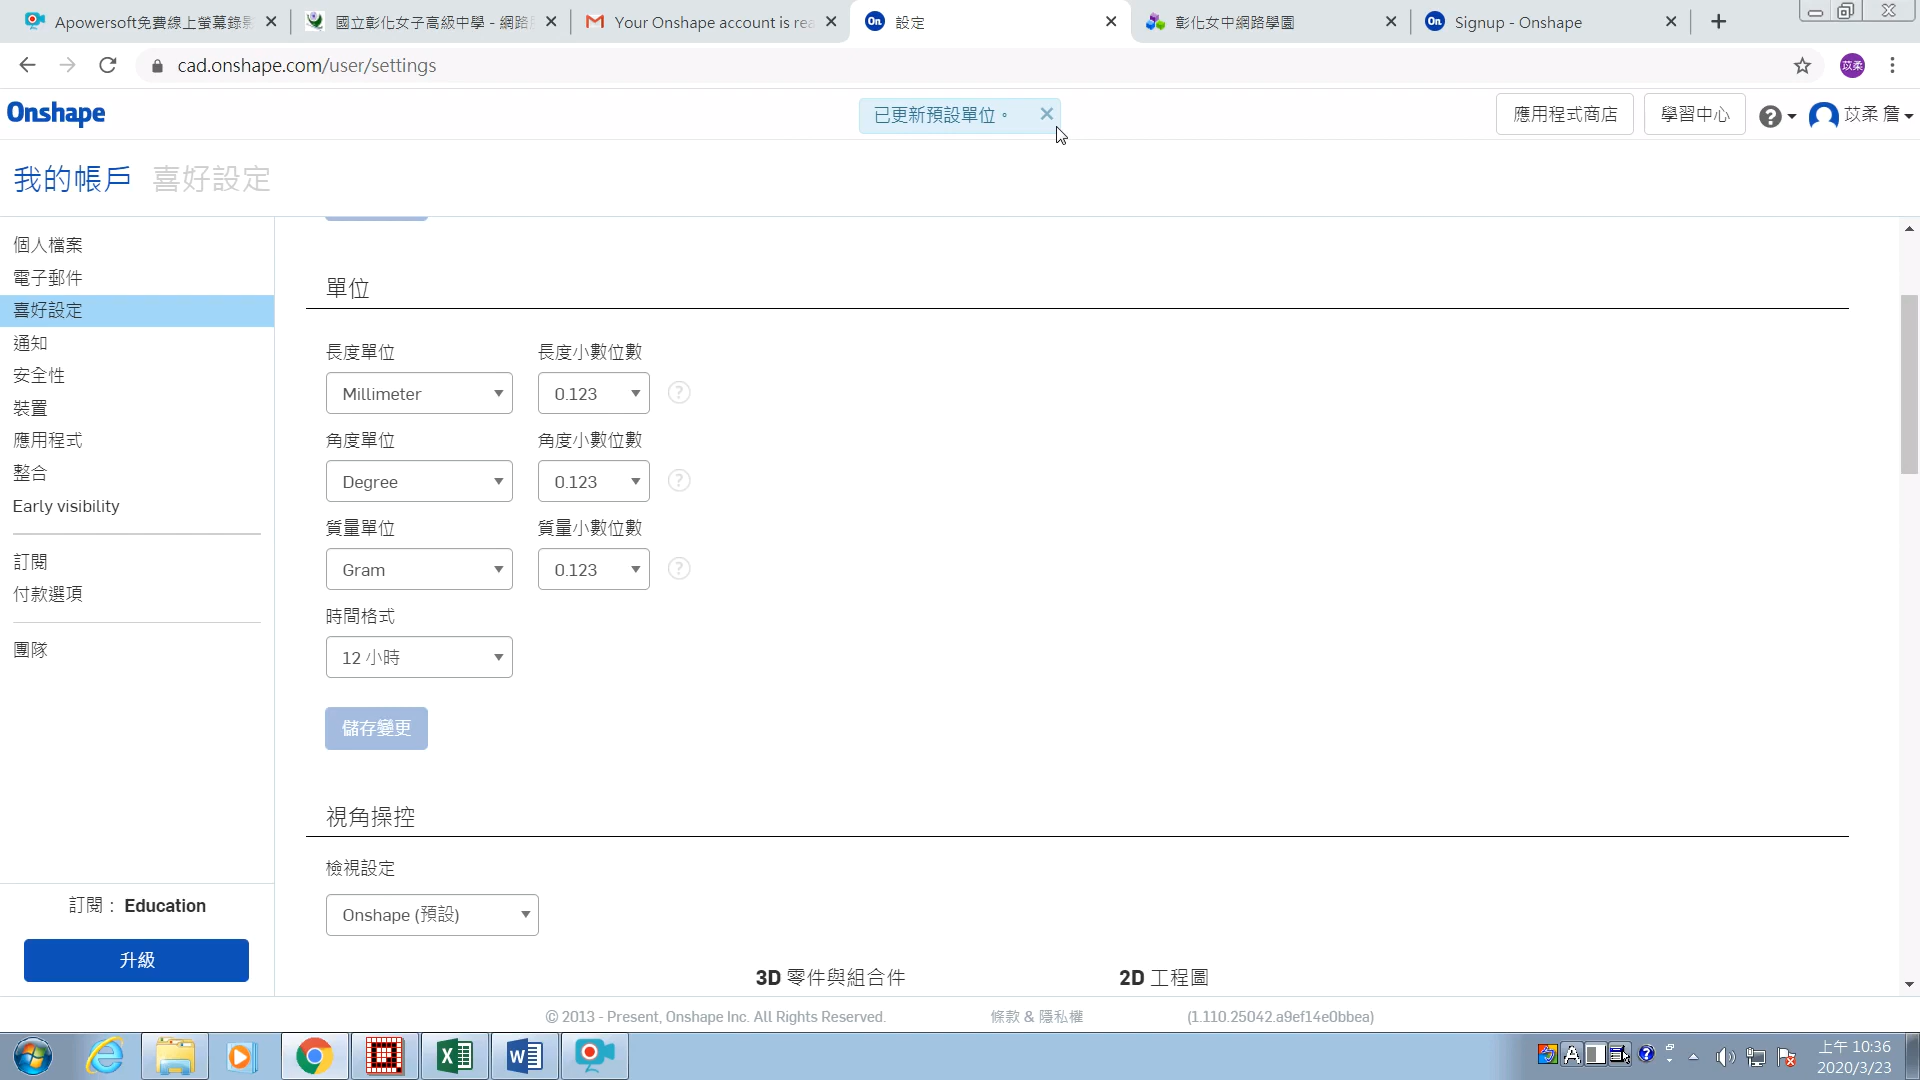 Apowersoft免費線上螢幕錄影
國立彰化女子高級中學 - 網路
Your Onshape account is rea
設定
彰化女中網路學園
Signup - Onshape
cad.onshape.com/user/settings
苡柔
Onshape
已更新預設單位。
應用程式商店
學習中心
苡柔 詹
我的帳戶 喜好設定
個人檔案
電子郵件
喜好設定
通知
安全性
裝置
應用程式
整合
Early visibility
訂閱
付款選項
團隊
訂閱： Education
升級
單位
長度單位 長度小數位數
Millimeter 0.123
角度單位 角度小數位數
Degree 0.123
質量單位 質量小數位數
Gram 0.123
時間格式
12 小時
儲存變更
視角操控
檢視設定
Onshape (預設)
3D 零件與組合件 2D 工程圖
© 2013 - Present, Onshape Inc. All Rights Reserved. 條款 & 隱私權 (1.110.25042.a9ef14e0bbea)
上午 10:36
2020/3/23